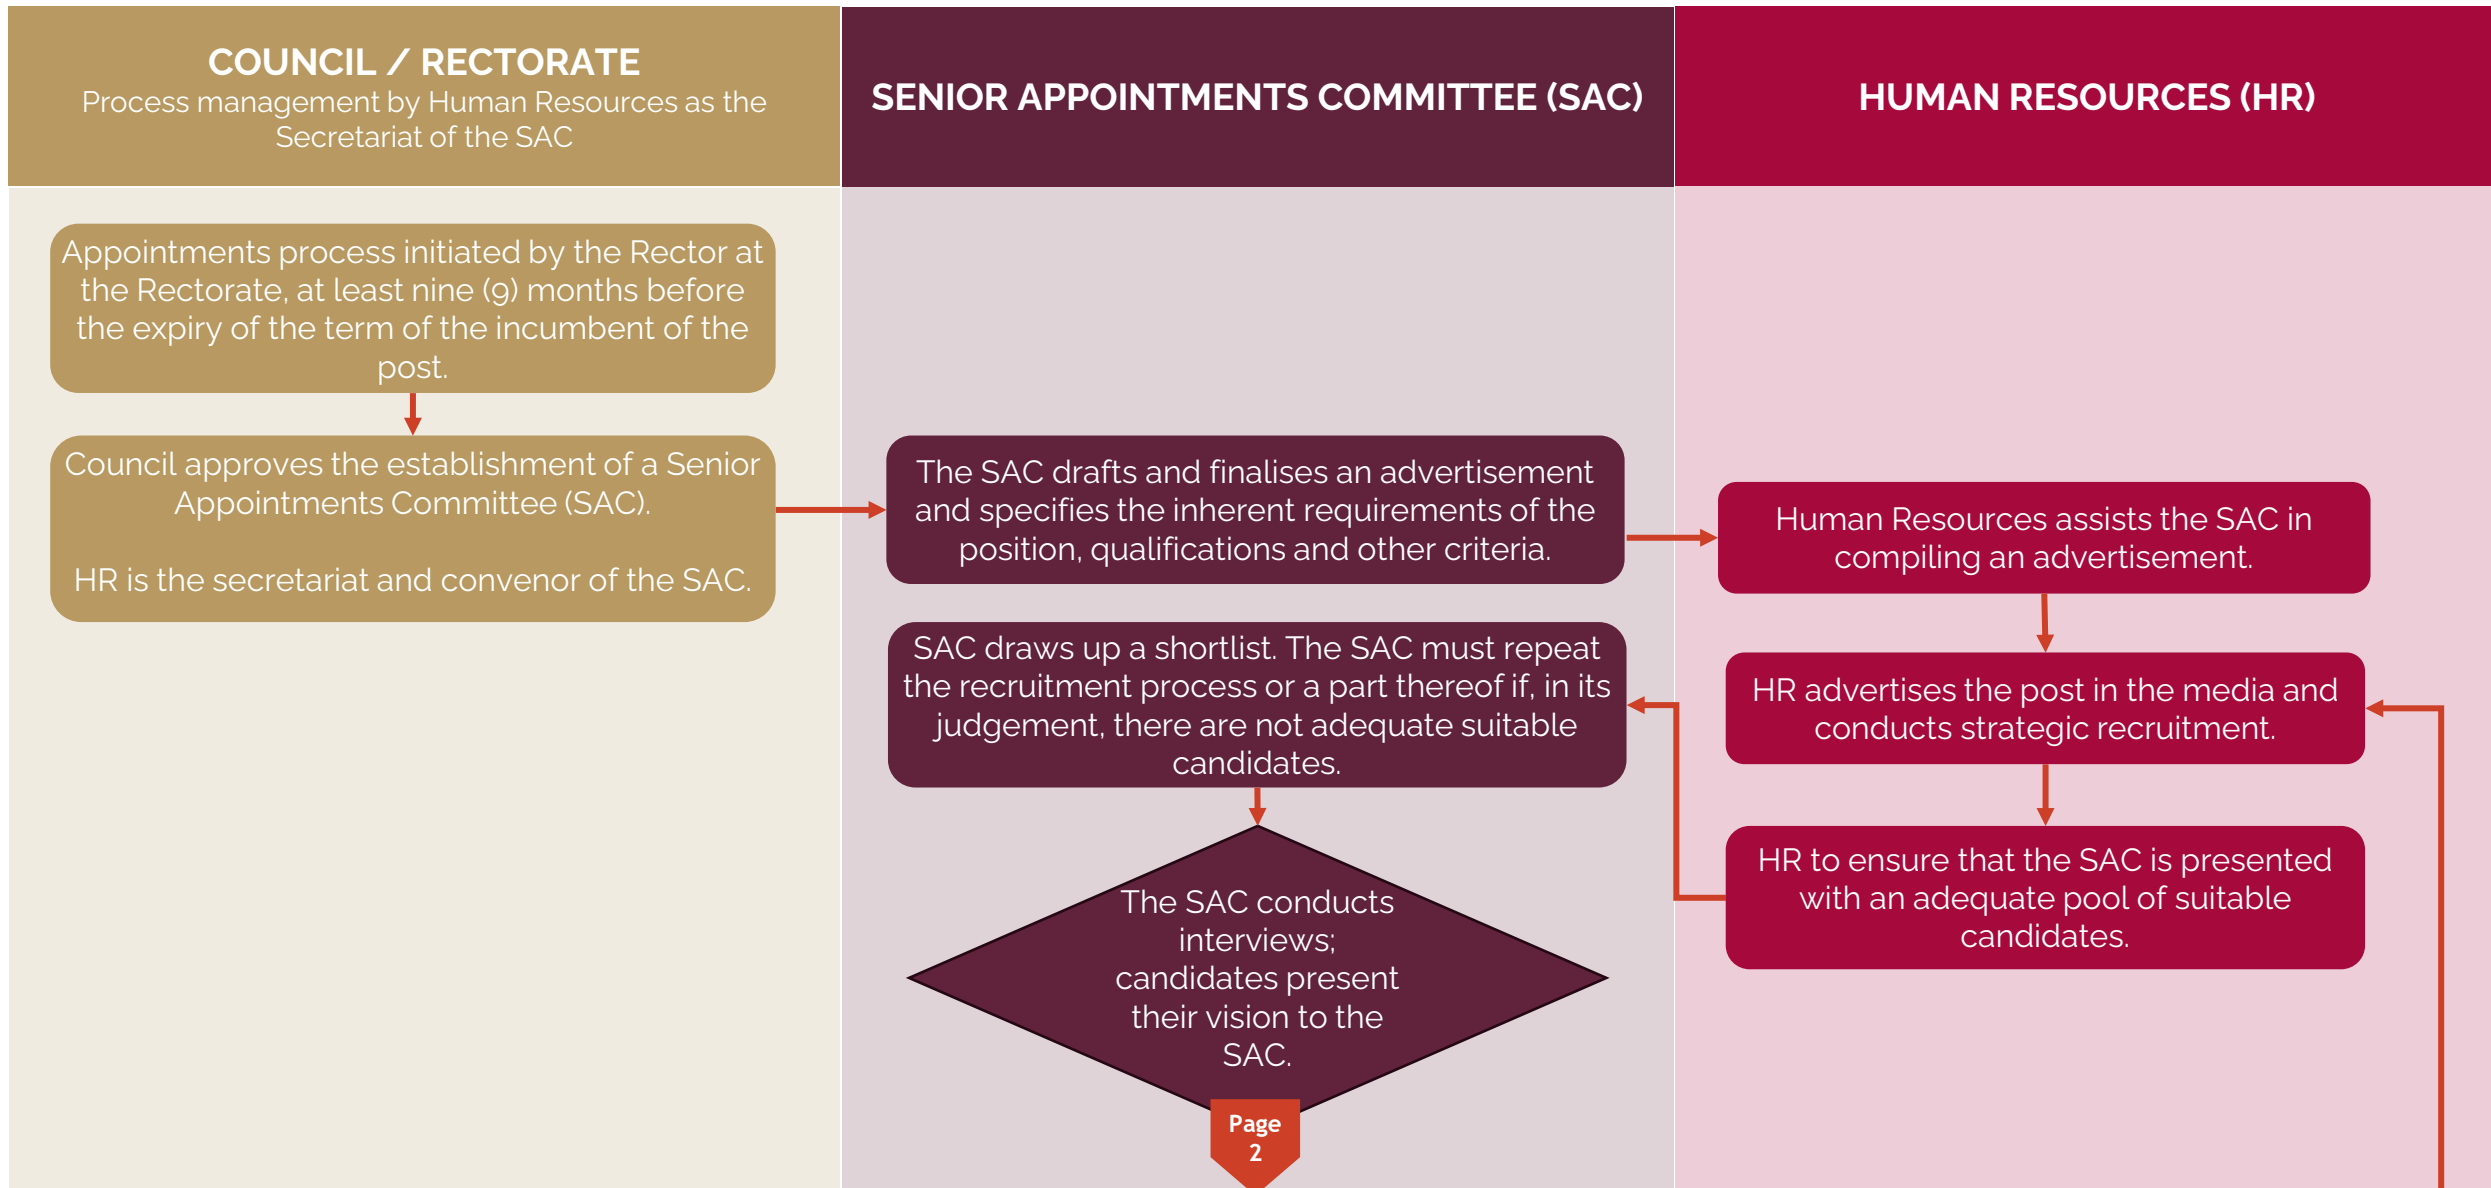 COUNCIL / RECTORATE
Process management by Human Resources as the
Secretariat of the SAC
SENIOR APPOINTMENTS COMMITTEE (SAC)
HUMAN RESOURCES (HR)
Appointments process initiated by the Rector at
the Rectorate, at least nine (9) months before
the expiry of the term of the incumbent of the
post.
Council approves the establishment of a Senior
Appointments Committee (SAC).
HR is the secretariat and convenor of the SAC.
The SAC drafts and finalises an advertisement
and specifies the inherent requirements of the
position, qualifications and other criteria.
Human Resources assists the SAC in
compiling an advertisement.
HR advertises the post in the media and
conducts strategic recruitment.
HR to ensure that the SAC is presented
with an adequate pool of suitable
candidates.
SAC draws up a shortlist. The SAC must repeat
the recruitment process or a part thereof if, in its
judgement, there are not adequate suitable
candidates.
The SAC conducts
interviews;
candidates present
their vision to the
SAC.
Page
2